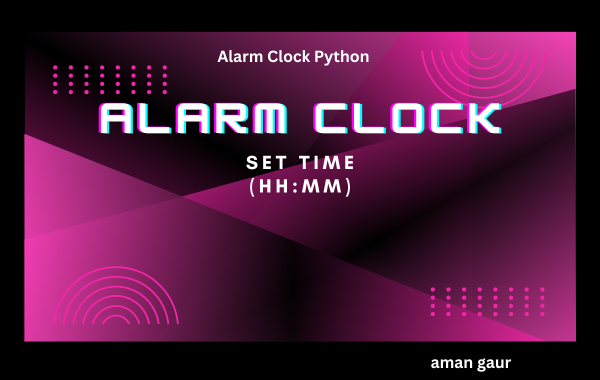 Alarm Clock Python
ALARM CLOCK
SET TIME
(HH:MM)
aman gaur